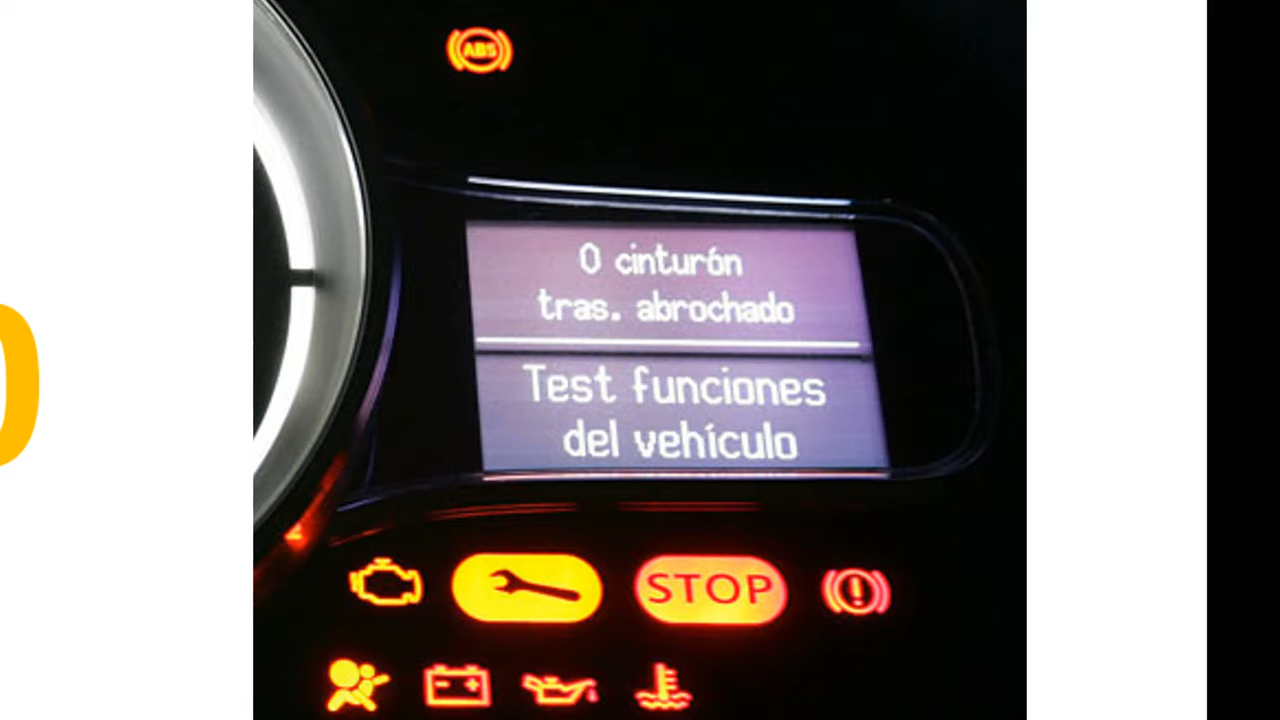 ABS
0 cinturón
tras. abrochado
Test funciones
del vehículo
STOP